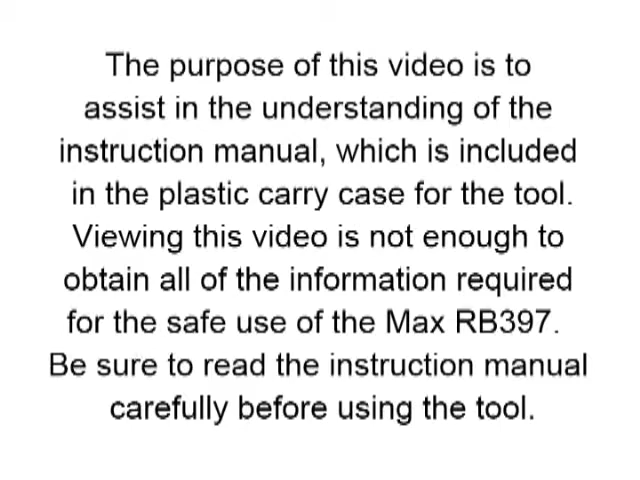 The purpose of this video is to
assist in the understanding of the
instruction manual, which is included
in the plastic carry case for the tool.
Viewing this video is not enough to
obtain all of the information required
for the safe use of the Max RB397.
Be sure to read the instruction manual
carefully before using the tool.